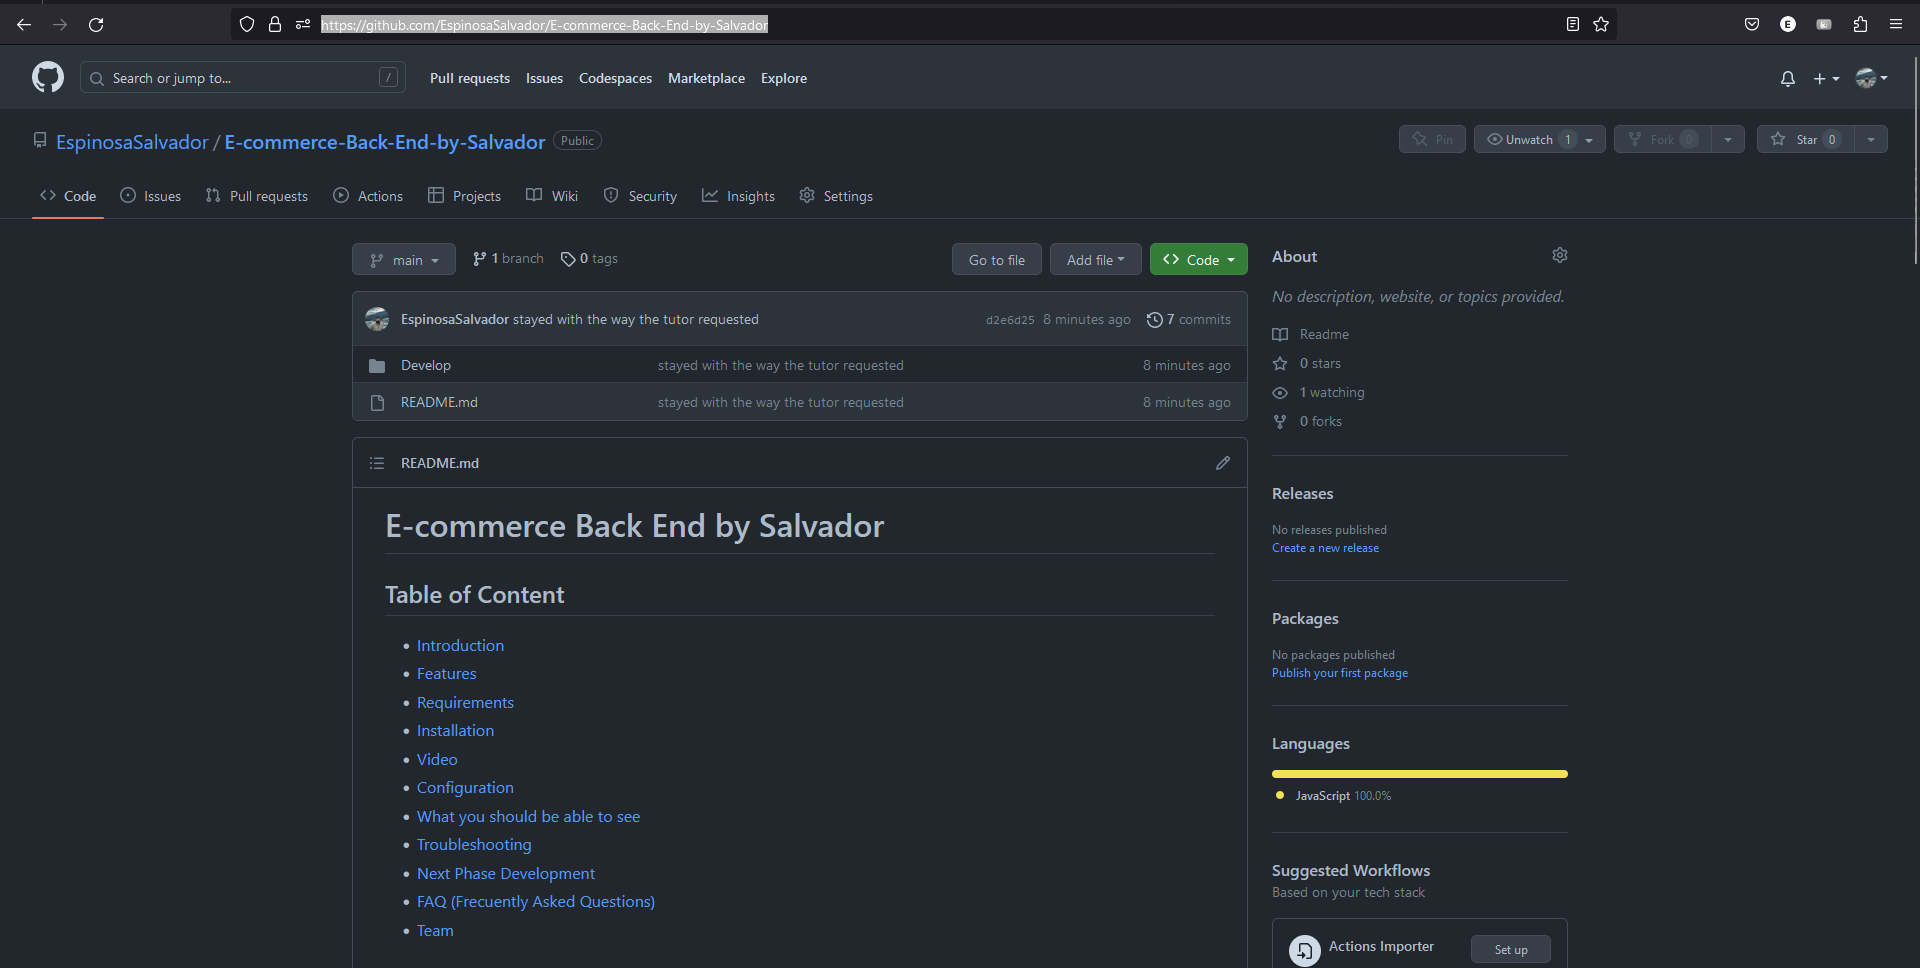 https://github.com/EspinosaSalvador/E-commerce-Back-End-by-Salvador
E
Search or jump to...
/
Pull requests
Issues
Codespaces
Marketplace
Explore
EspinosaSalvador / E-commerce-Back-End-by-Salvador
Public
Pin
Unwatch 1
Fork 0
Star 0
Code
Issues
Pull requests
Actions
Projects
Wiki
Security
Insights
Settings
main
1 branch
0 tags
Go to file
Add file
Code
EspinosaSalvador stayed with the way the tutor requested
d2e6d25 8 minutes ago
7 commits
Develop
stayed with the way the tutor requested
8 minutes ago
README.md
stayed with the way the tutor requested
8 minutes ago
README.md
E-commerce Back End by Salvador
Table of Content
Introduction
Features
Requirements
Installation
Video
Configuration
What you should be able to see
Troubleshooting
Next Phase Development
FAQ (Frecuently Asked Questions)
Team
About
No description, website, or topics provided.
Readme
0 stars
1 watching
0 forks
Releases
No releases published
Create a new release
Packages
No packages published
Publish your first package
Languages
JavaScript 100.0%
Suggested Workflows
Based on your tech stack
Actions Importer
Set up